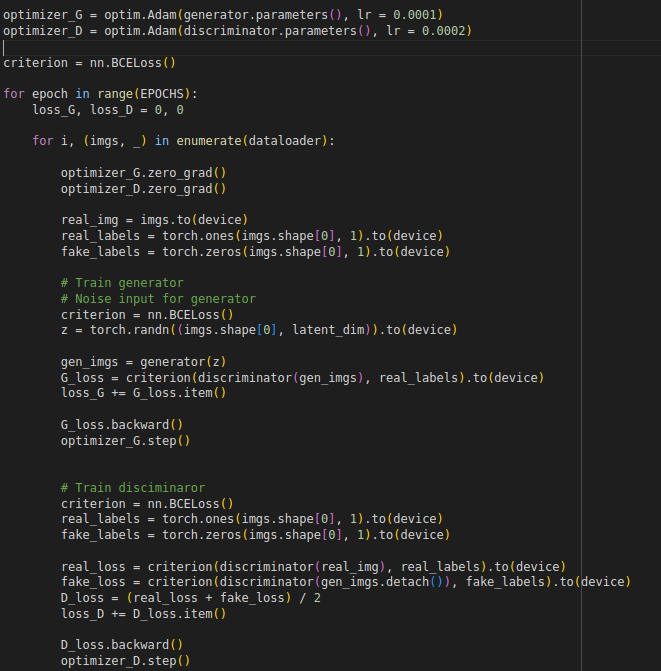 optimizer_G = optim.Adam(generator.parameters(), lr = 0.0001)
optimizer_D = optim.Adam(discriminator.parameters(), lr = 0.0002)
criterion = nn.BCELoss()
for epoch in range(EPOCHS):
    loss_G, loss_D = 0, 0
    for i, (imgs, _) in enumerate(dataloader):
        optimizer_G.zero_grad()
        optimizer_D.zero_grad()
        real_img = imgs.to(device)
        real_labels = torch.ones(imgs.shape[0], 1).to(device)
        fake_labels = torch.zeros(imgs.shape[0], 1).to(device)
        # Train generator
        # Noise input for generator
        criterion = nn.BCELoss()
        z = torch.randn((imgs.shape[0], latent_dim)).to(device)
        gen_imgs = generator(z)
        G_loss = criterion(discriminator(gen_imgs), real_labels).to(device)
        loss_G += G_loss.item()
        G_loss.backward()
        optimizer_G.step()
        # Train disciminaror
        criterion = nn.BCELoss()
        real_labels = torch.ones(imgs.shape[0], 1).to(device)
        fake_labels = torch.zeros(imgs.shape[0], 1).to(device)
        real_loss = criterion(discriminator(real_img), real_labels).to(device)
        fake_loss = criterion(discriminator(gen_imgs.detach()), fake_labels).to(device)
        D_loss = (real_loss + fake_loss) / 2
        loss_D += D_loss.item()
        D_loss.backward()
        optimizer_D.step()